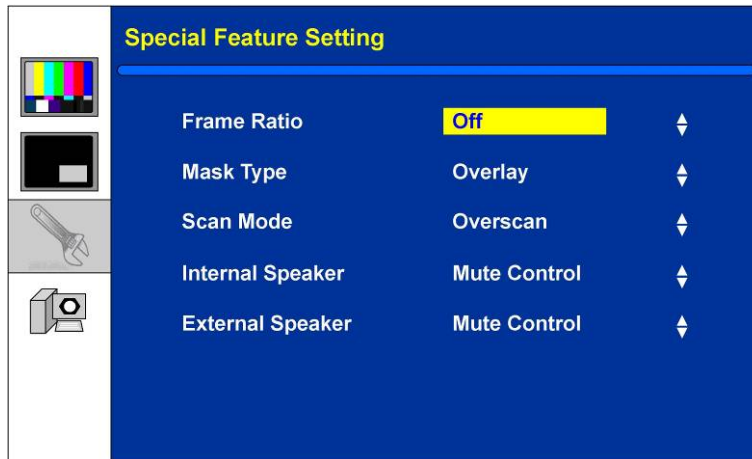 Special Feature Setting
Frame Ratio Off
Mask Type Overlay
Scan Mode Overscan
Internal Speaker Mute Control
External Speaker Mute Control